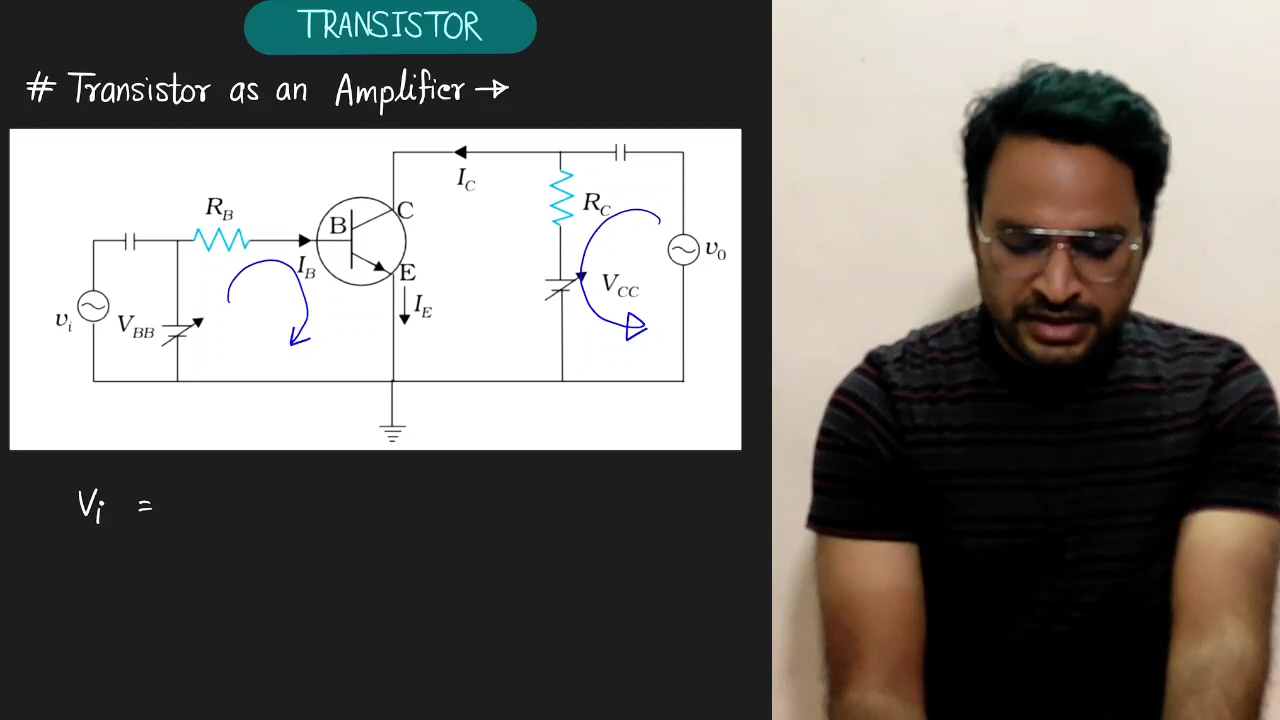 TRANSISTOR
# Transistor as an Amplifier →
I_C
R_B
B
C
R_C
v_0
I_B
E
V_CC
v_i
V_BB
I_E
V_i =